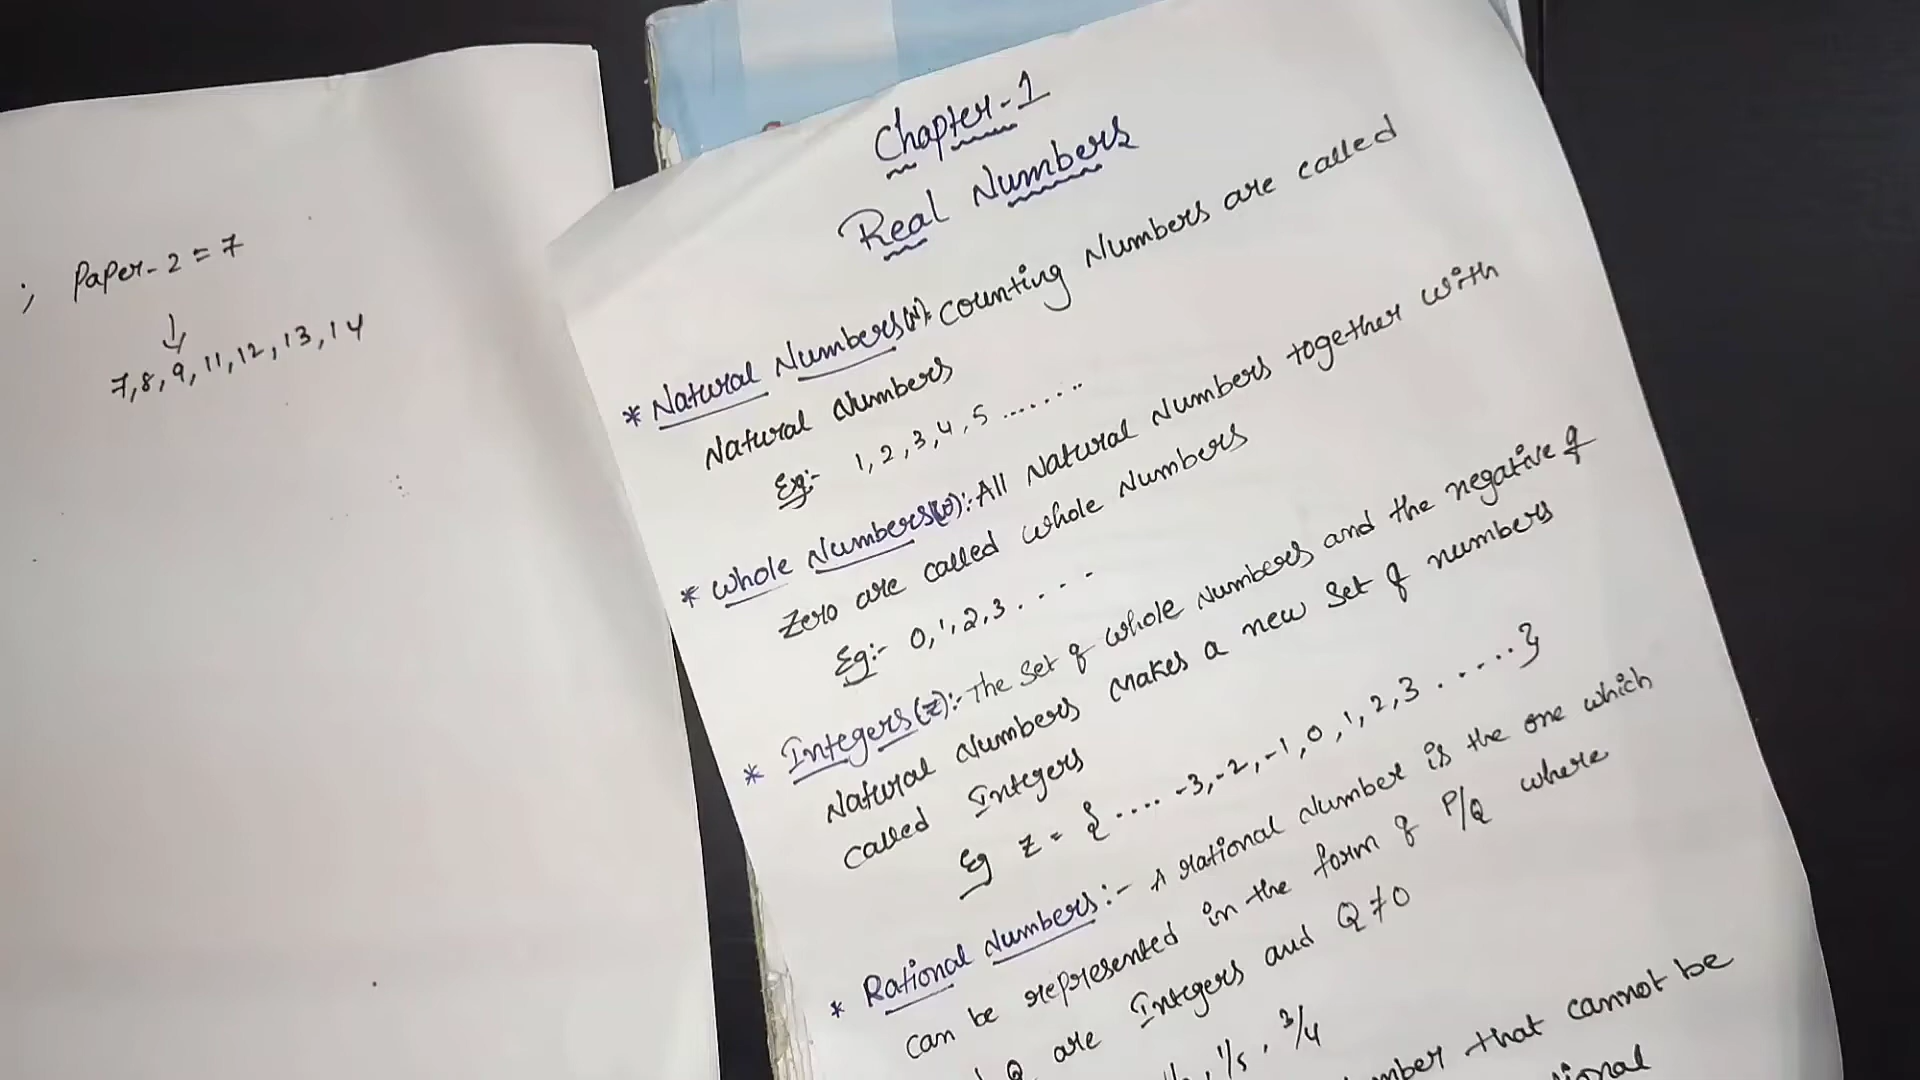 ; Paper-2 = 7
↓
7,8,9,11,12,13,14
Chapter-1
Real Numbers
* Natural Numbers(N): counting Numbers are called
Natural Numbers
Eg:- 1,2,3,4,5 .......
* Whole Numbers(W):- All Natural Numbers together with
Zero are called whole Numbers
Eg:- 0,1,2,3....
* Integers(Z):- The Set of whole Numbers and the negative of
Natural Numbers makes a new Set of numbers
called Integers
Eg Z = {.... -3,-2,-1,0,1,2,3.....}
* Rational Numbers:- A rational Number is the one which
can be represented in the form of P/Q where
Q are Integers and Q≠0
, 1/5, 3/4
that cannot be